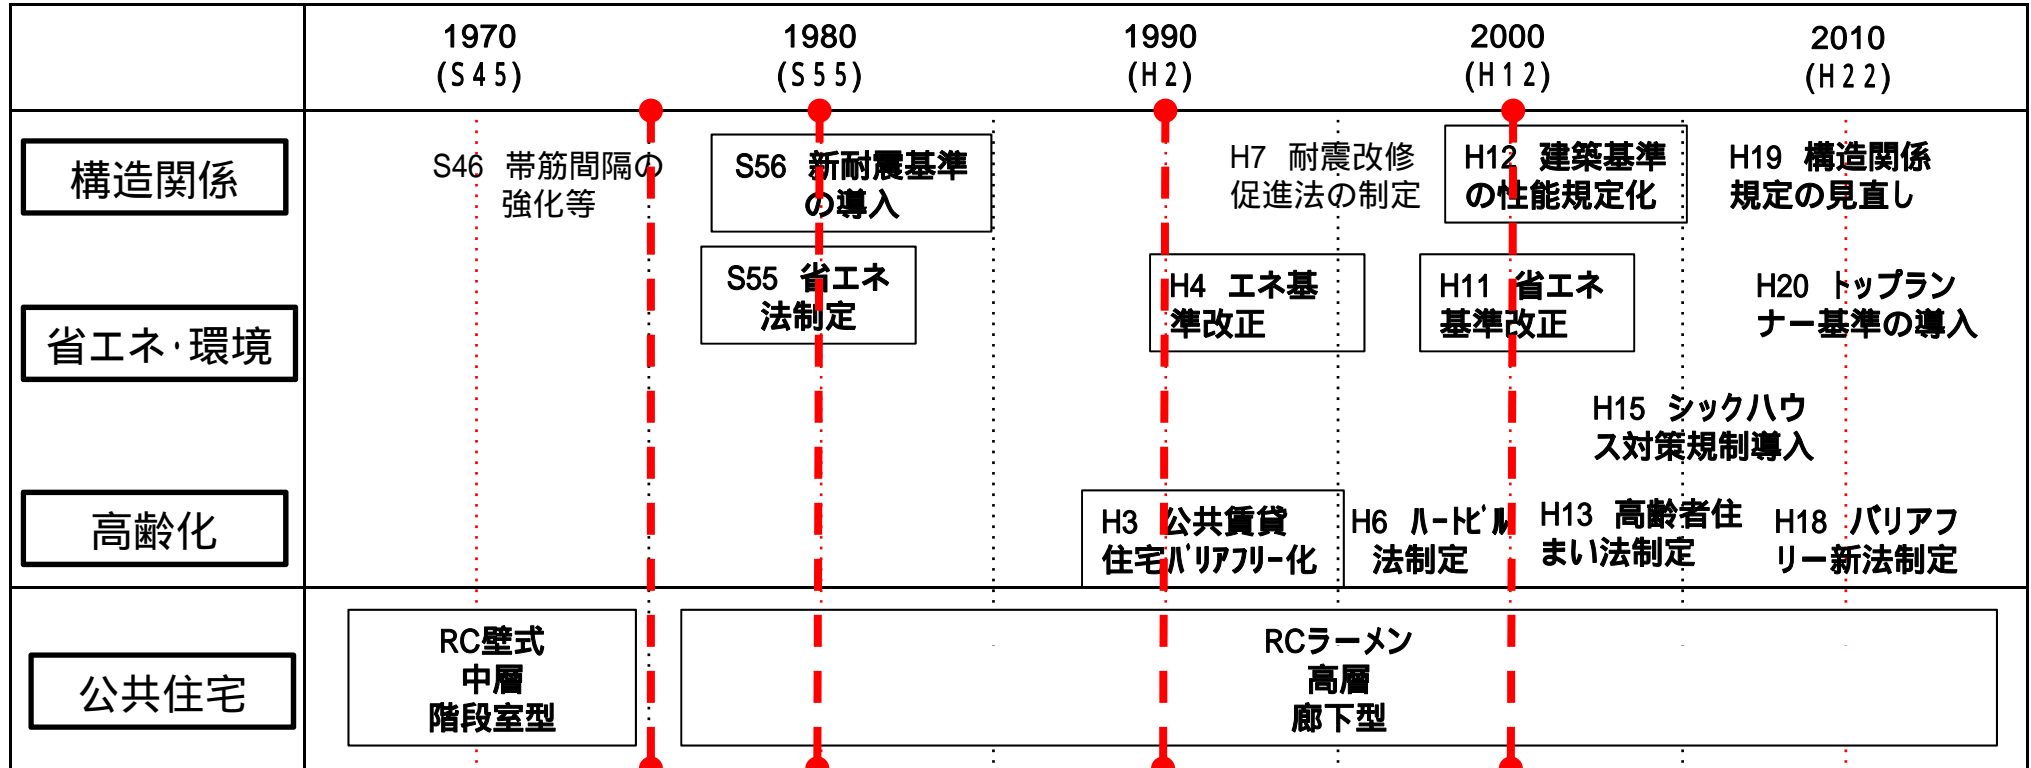 1970
(S45)
1980
(S55)
1990
(H2)
2000
(H12)
2010
(H22)
構造関係
S46 帯筋間隔の
強化等
S56 新耐震基準
の導入
H7 耐震改修
促進法の制定
H12 建築基準
の性能規定化
H19 構造関係
規定の見直し
省エネ・環境
S55 省エネ
法制定
H4 エネ基
準改正
H11 省エネ
基準改正
H20 トップラン
ナー基準の導入
H15 シックハウ
ス対策規制導入
高齢化
H3 公共賃貸
住宅ﾊﾞﾘｱﾌﾘｰ化
H6 ﾊｰﾄﾋﾞﾙ
法制定
H13 高齢者住
まい法制定
H18 バリアフ
リー新法制定
公共住宅
RC壁式
中層
階段室型
RCラーメン
高層
廊下型